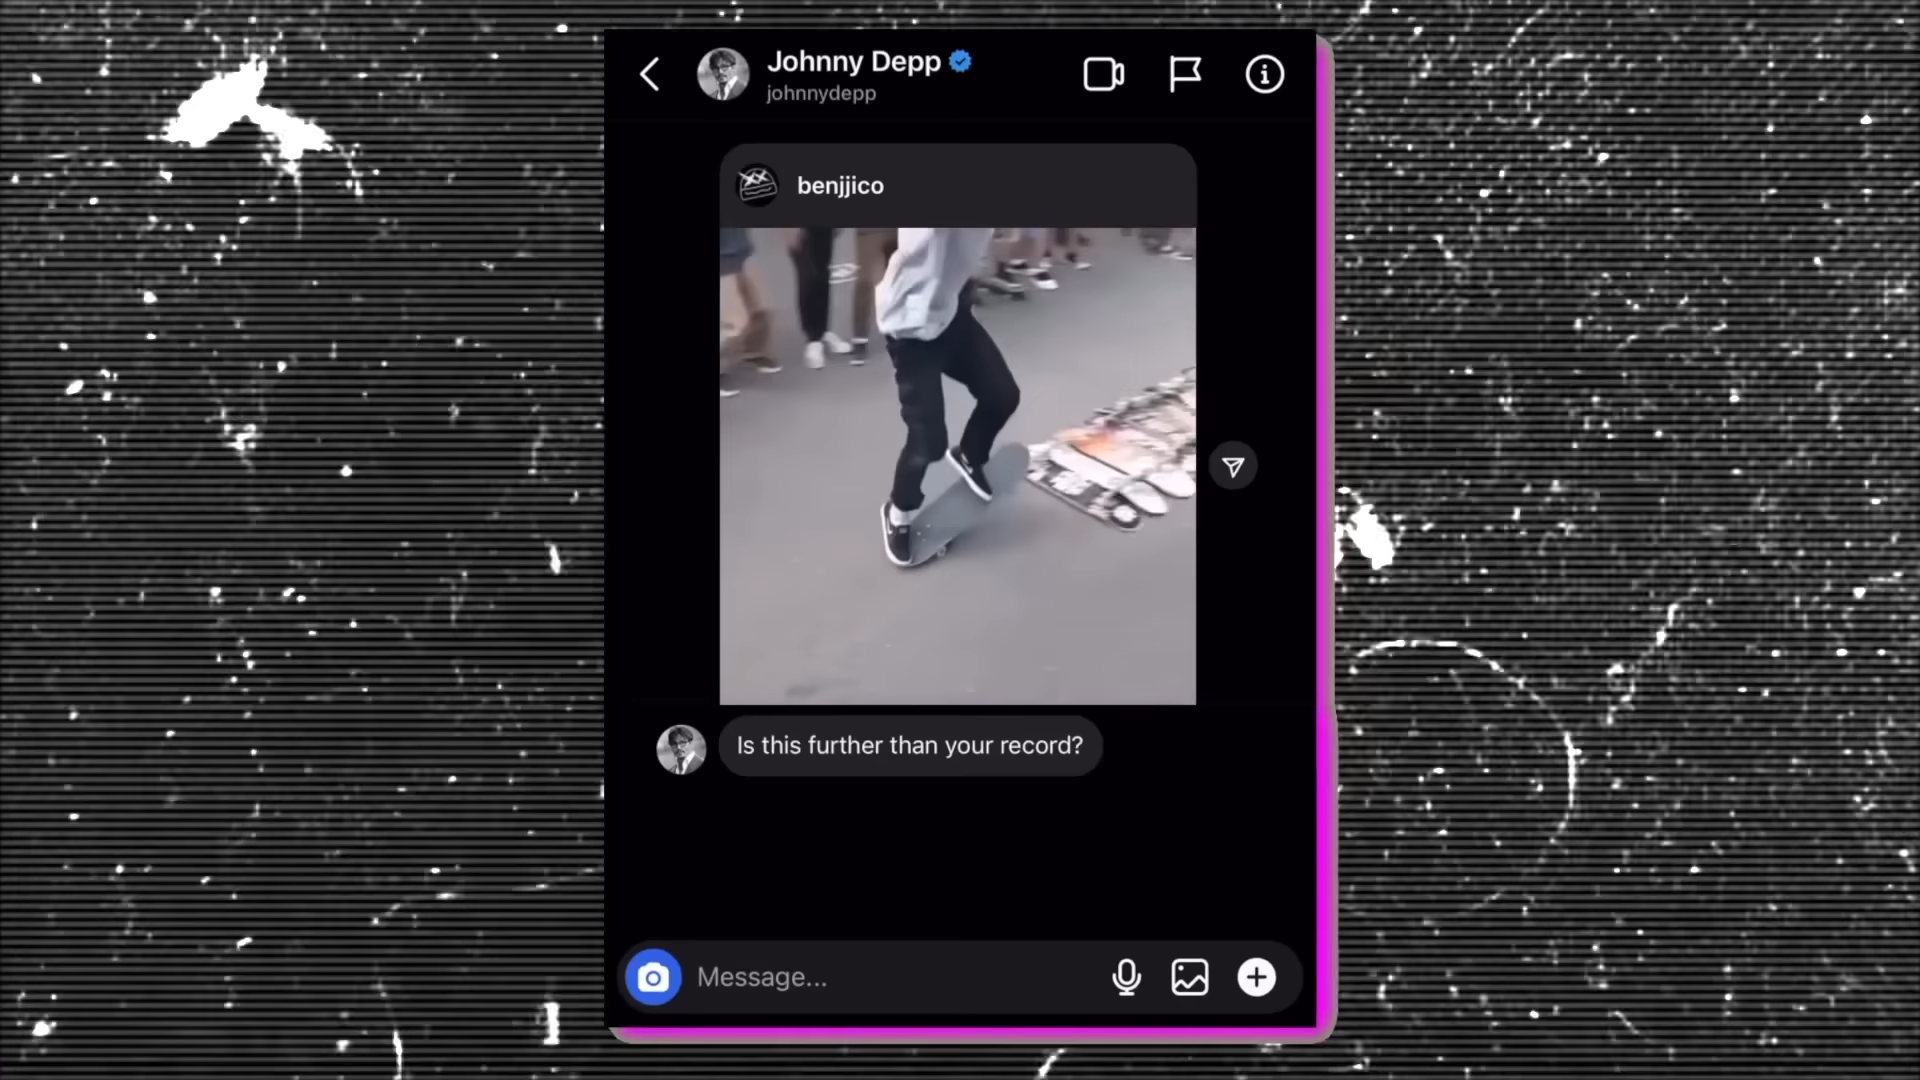 Johnny Depp
johnnydepp
benjjico
Is this further than your record?
Message...